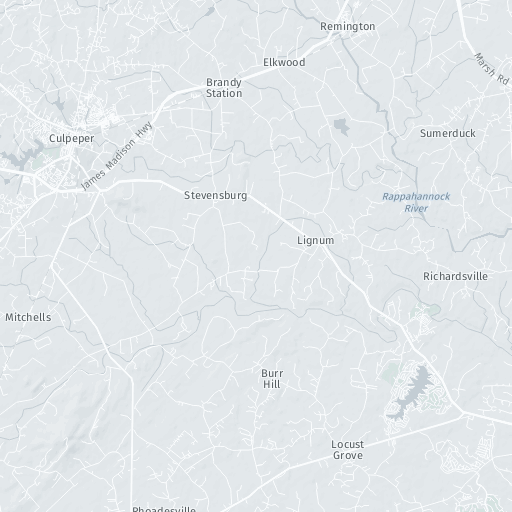 Remington
Elkwood
Marsh Rd
Brandy
Station
Sumerduck
Culpeper
James Madison Hwy
Stevensburg
Rappahannock
River
Lignum
Richardsville
Mitchells
Burr
Hill
Locust
Grove
Rhoadesville